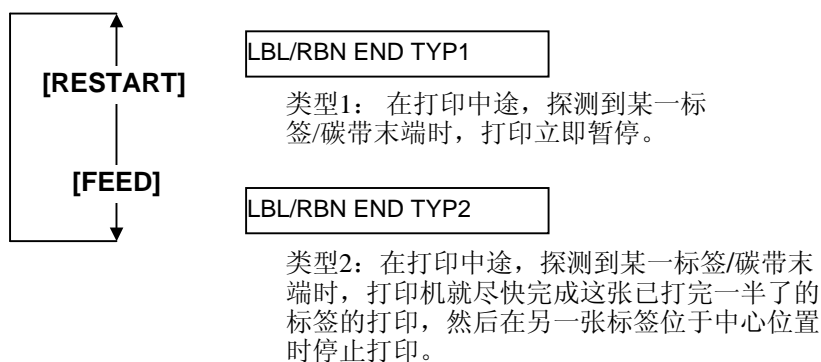 LBL/RBN END TYP1
[RESTART]
类型1： 在打印中途，探测到某一标
签/碳带末端时，打印立即暂停。
[FEED]
LBL/RBN END TYP2
类型2：在打印中途，探测到某一标签/碳带末
端时，打印机就尽快完成这张已打完一半了的
标签的打印，然后在另一张标签位于中心位置
时停止打印。